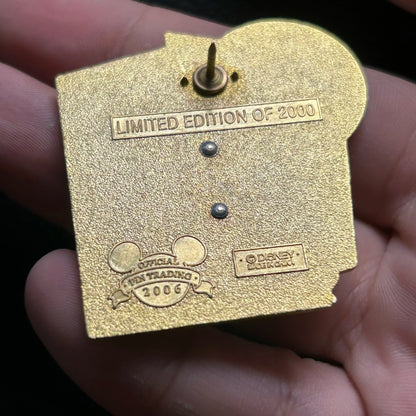 LIMITED EDITION OF 2000
OFFICIAL
PIN TRADING
2006
© DISNEY